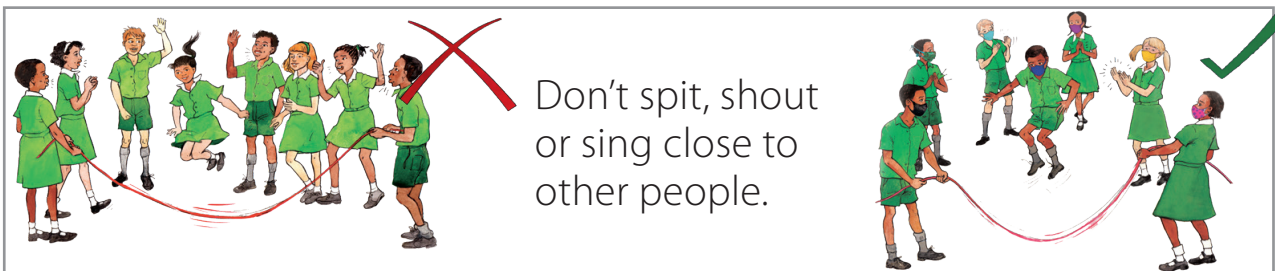 Don’t spit, shout
or sing close to
other people.